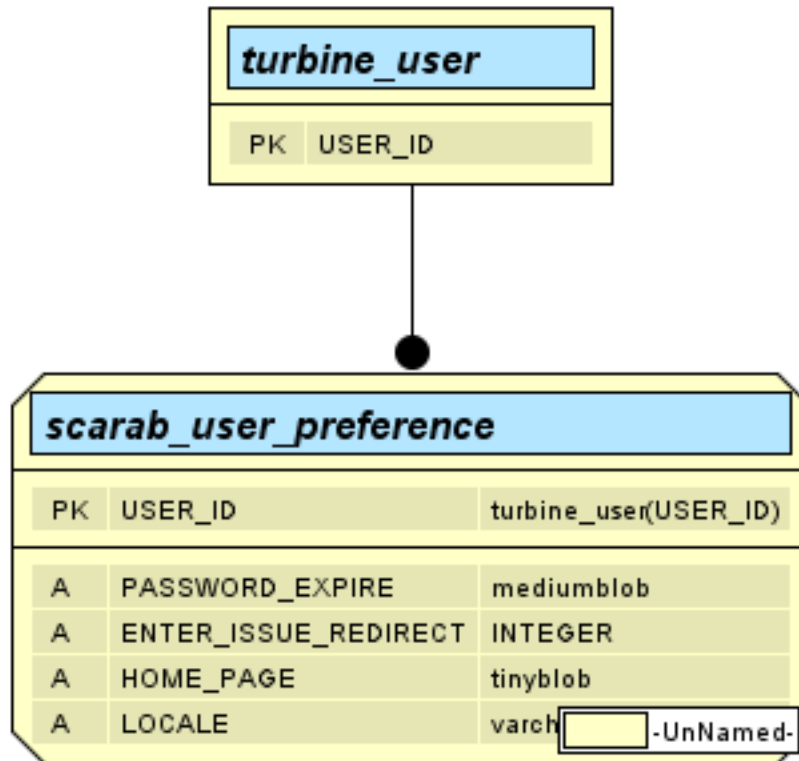 turbine_user
PK USER_ID
scarab_user_preference
PK USER_ID turbine_user(USER_ID)
A PASSWORD_EXPIRE mediumblob
A ENTER_ISSUE_REDIRECT INTEGER
A HOME_PAGE tinyblob
A LOCALE
-UnNamed-